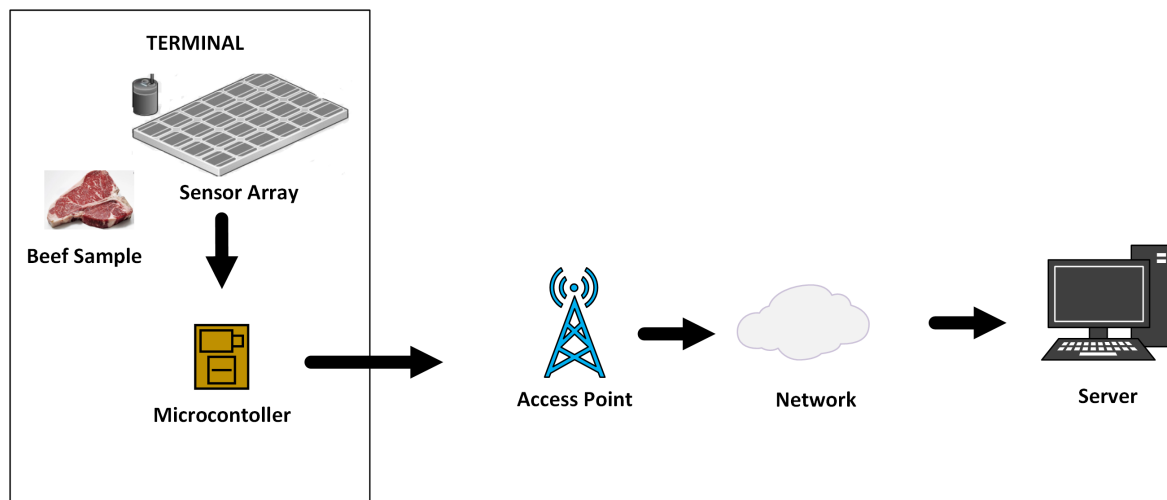 TERMINAL
Sensor Array
Beef Sample
Microcontoller
Access Point
Network
Server